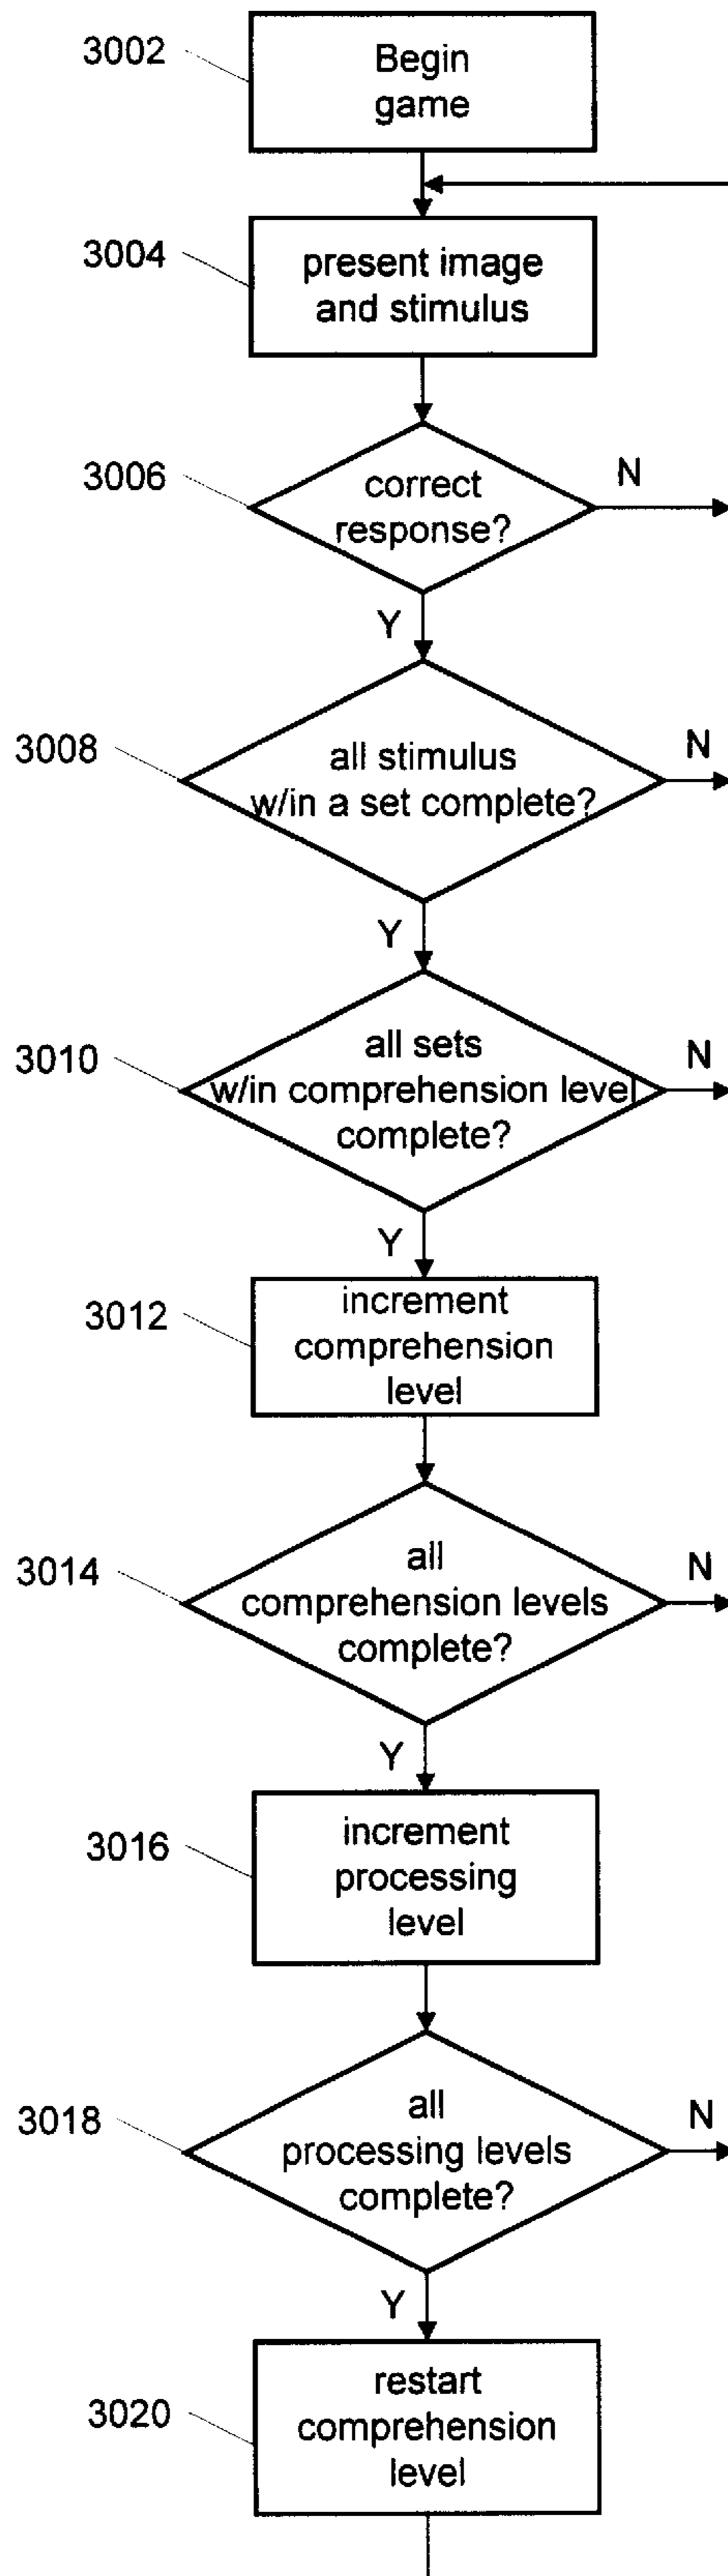 3002
Begin
game
3004
present image
and stimulus
3006
correct
response?
N
Y
3008
all stimulus
w/in a set complete?
N
Y
3010
all sets
w/in comprehension level
complete?
N
Y
3012
increment
comprehension
level
3014
all
comprehension levels
complete?
N
Y
3016
increment
processing
level
3018
all
processing levels
complete?
N
Y
3020
restart
comprehension
level